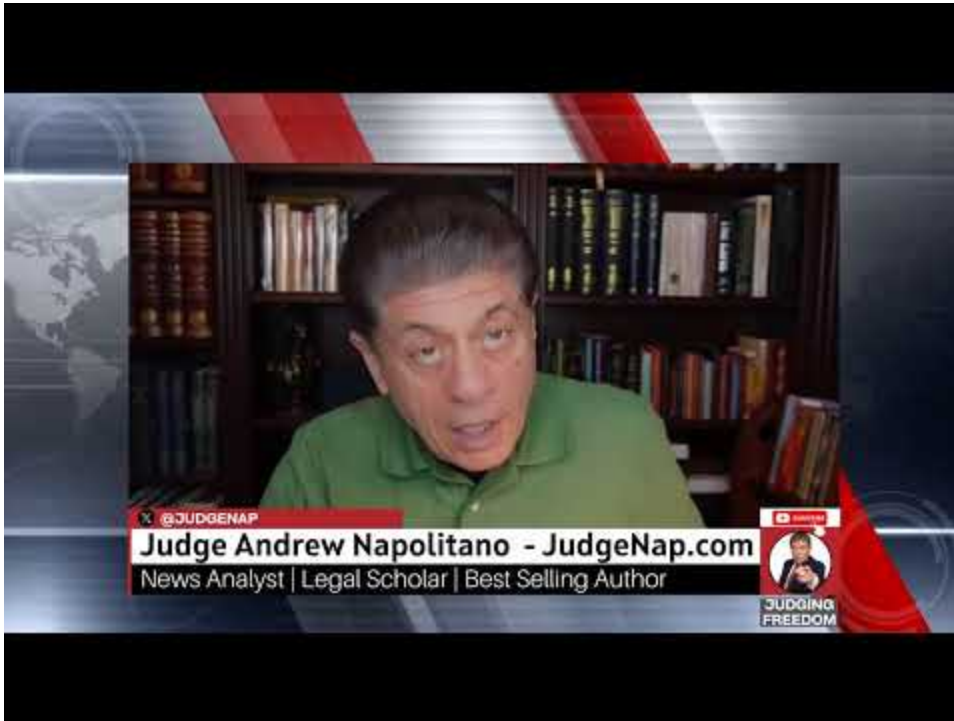 X @JUDGENAP
Judge Andrew Napolitano - JudgeNap.com
News Analyst | Legal Scholar | Best Selling Author
JUDGING
FREEDOM